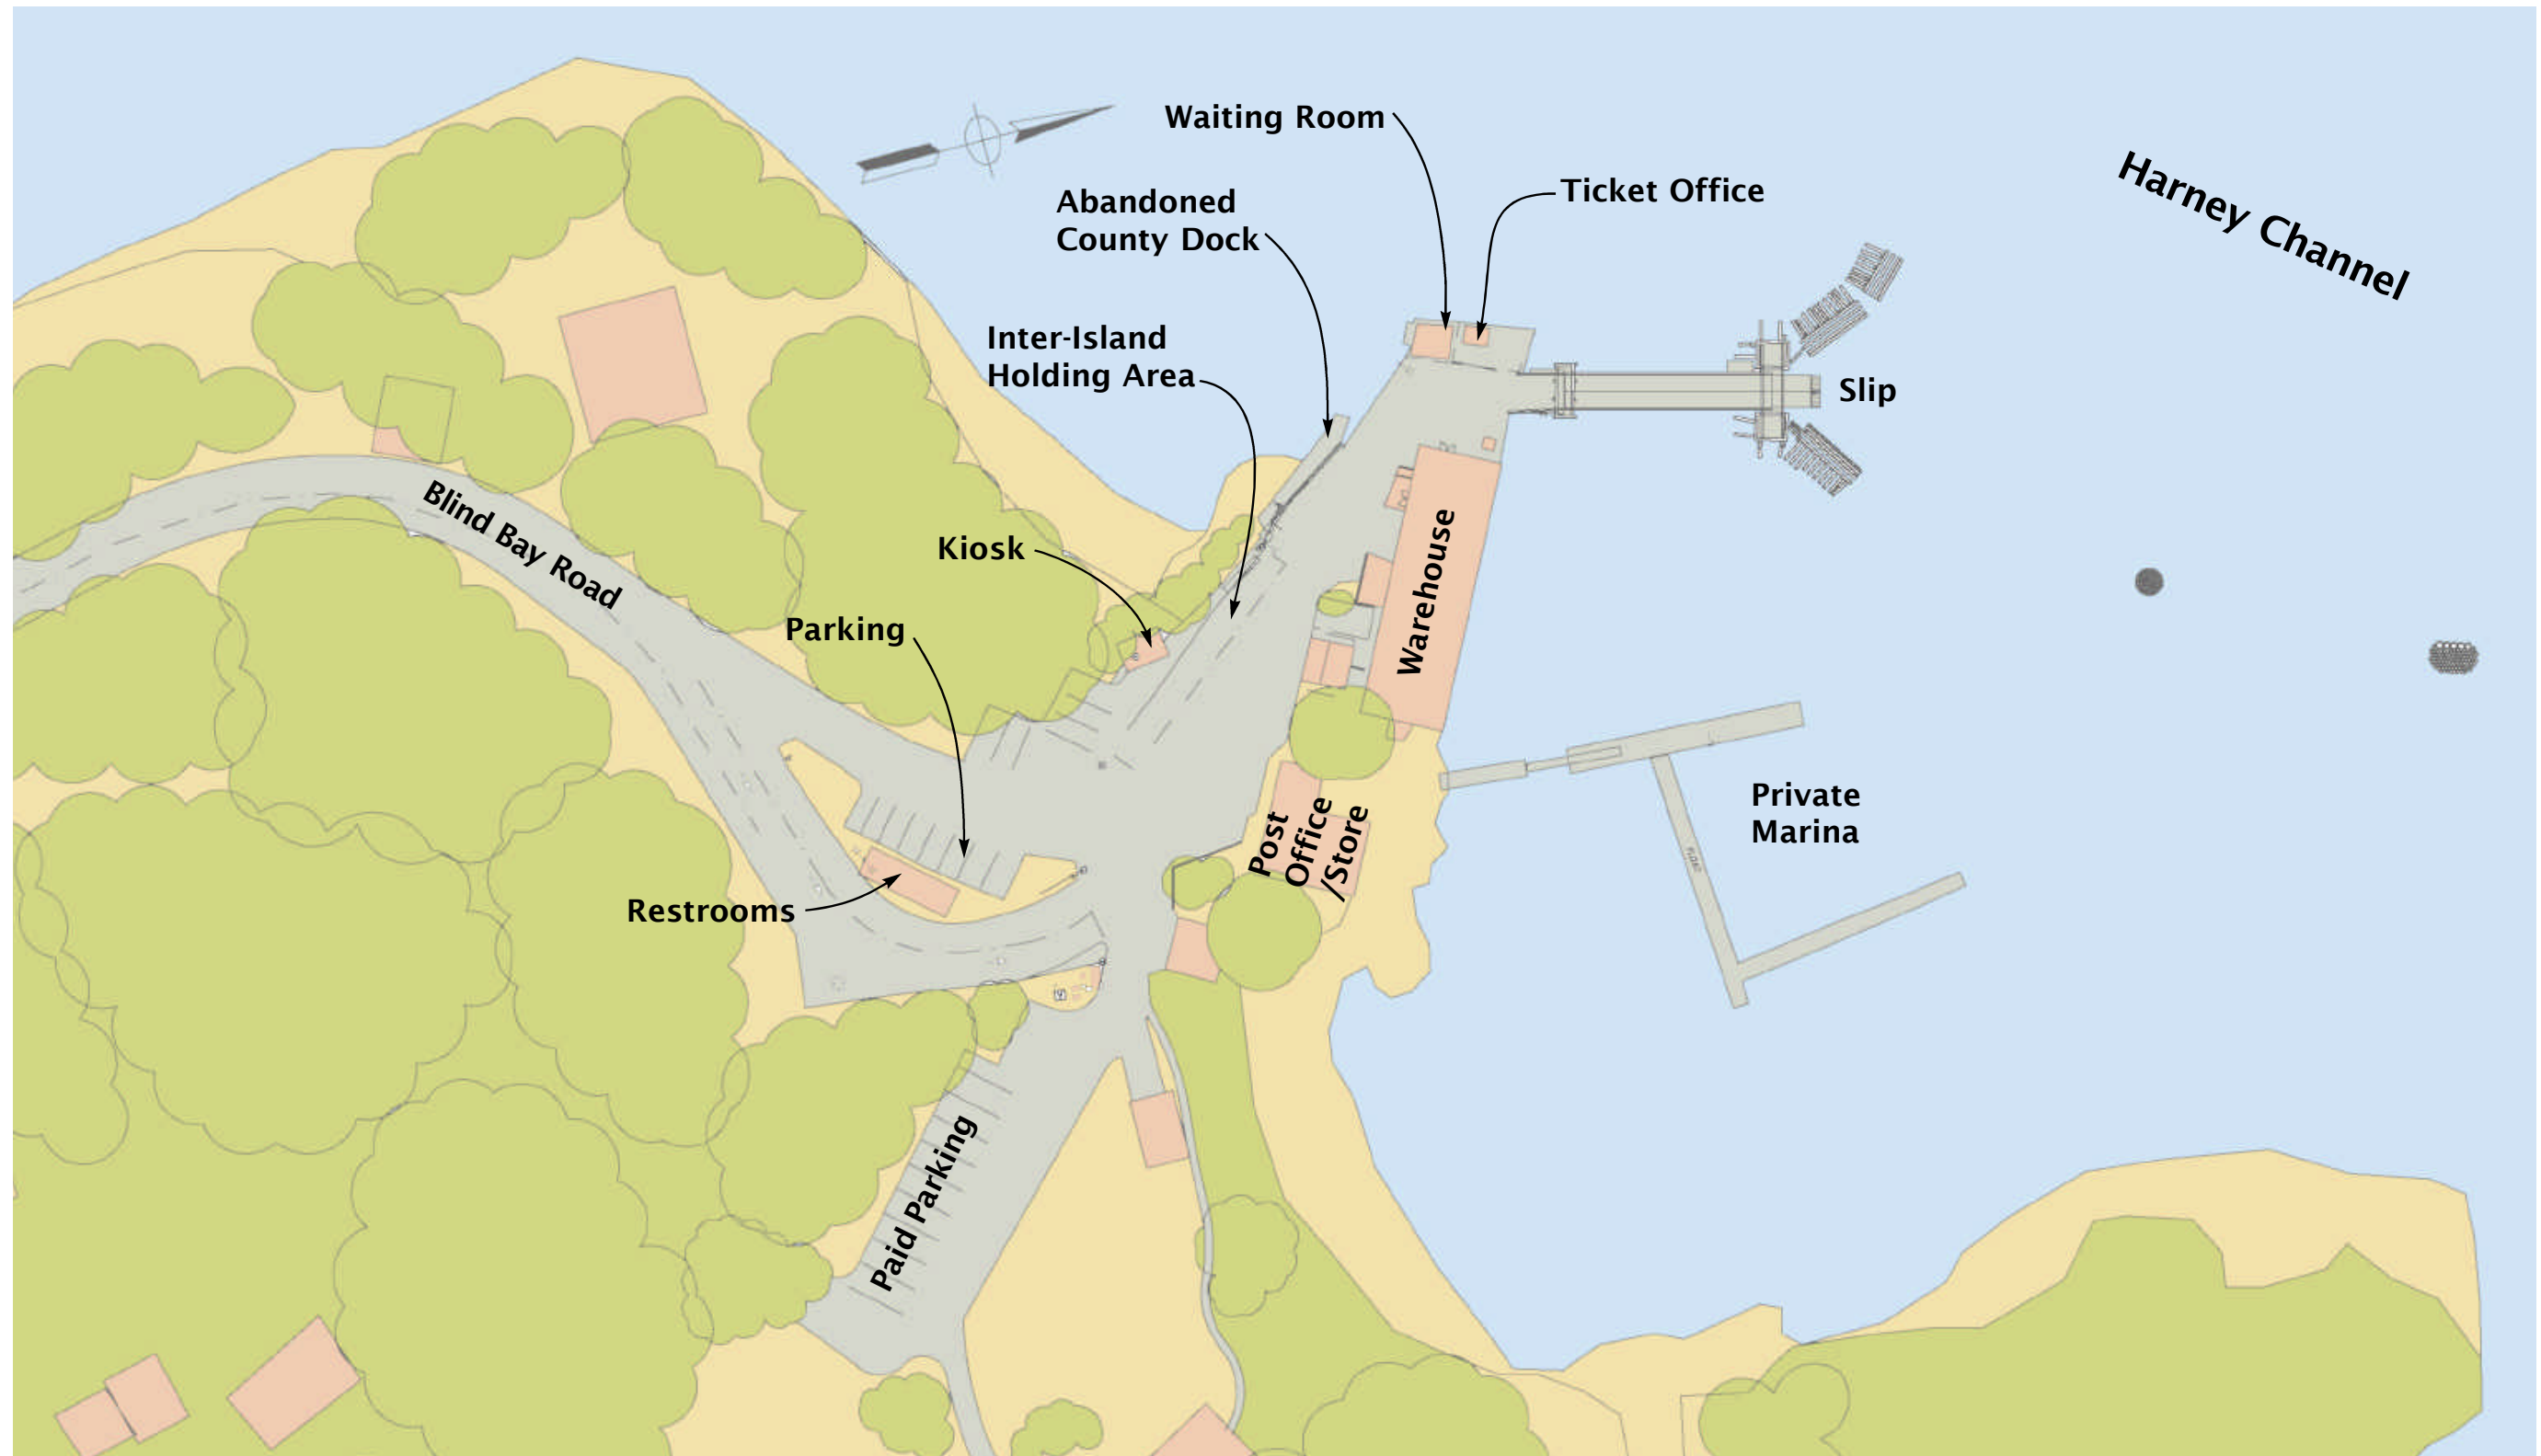 Waiting Room
Ticket Office
Harney Channel
Abandoned
County Dock
Inter-Island
Holding Area
Slip
Blind Bay Road
Kiosk
Warehouse
Parking
Private
Marina
Post
Office
/Store
FLOAT
Restrooms
Paid Parking